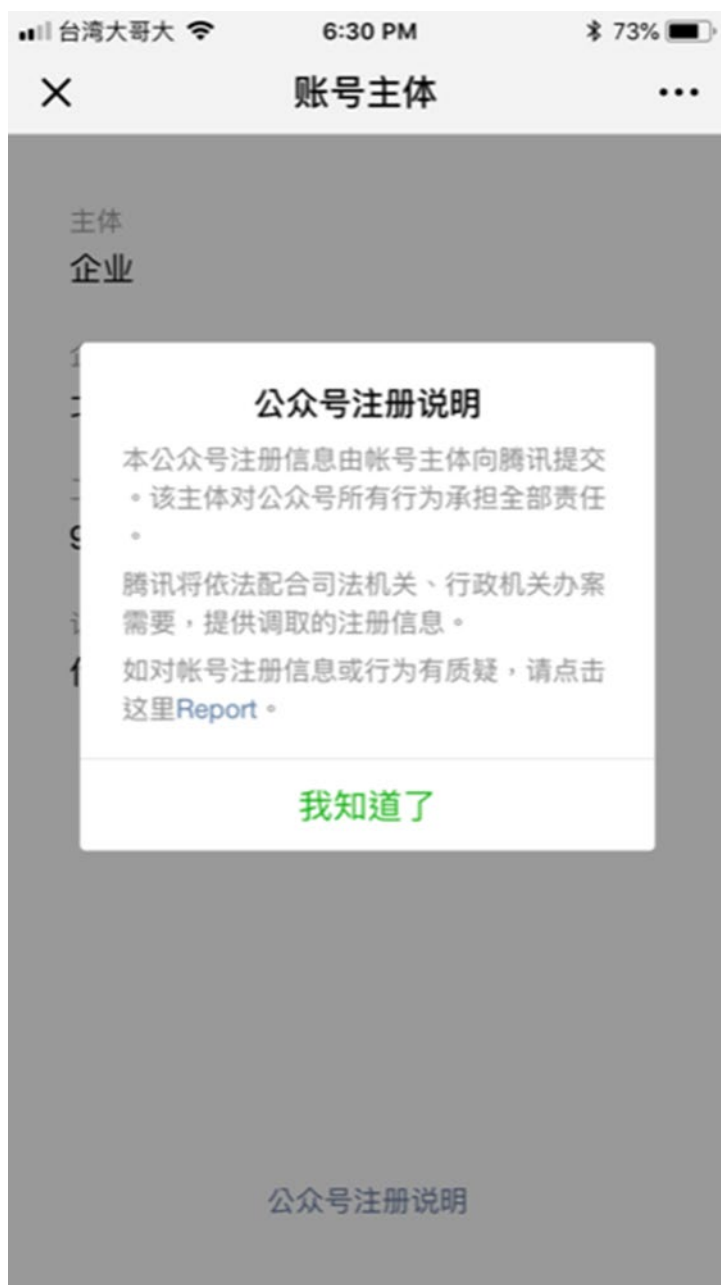 台湾大哥大
6:30 PM
73%
账号主体
主体
企业
公众号注册说明
本公众号注册信息由帐号主体向腾讯提交
。该主体对公众号所有行为承担全部责任
。
腾讯将依法配合司法机关、行政机关办案
需要，提供调取的注册信息。
如对帐号注册信息或行为有质疑，请点击
这里Report。
我知道了
公众号注册说明